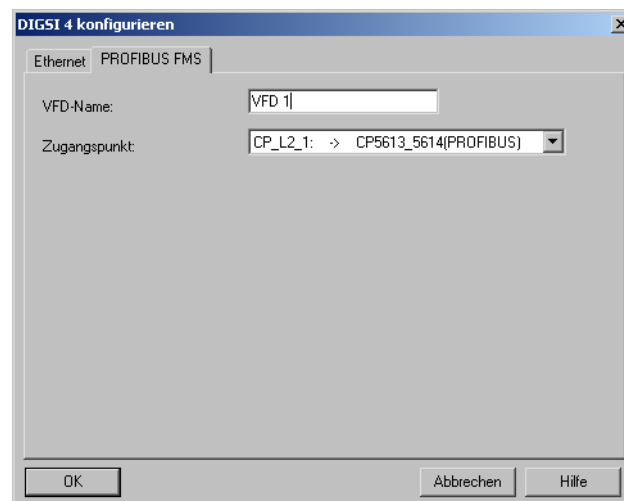 DIGSI 4 konfigurieren
Ethernet PROFIBUS FMS
VFD-Name: VFD 1
Zugangspunkt: CP_L2_1: -> CP5613_5614(PROFIBUS)
OK Abbrechen Hilfe